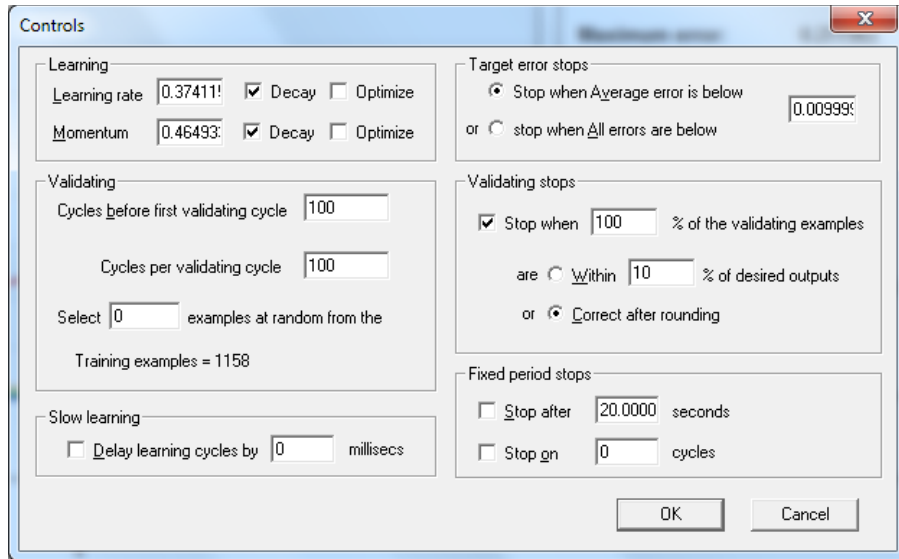 Controls
Maximum error:
Learning
Learning rate 0.37411! Decay Optimize
Momentum 0.46493: Decay Optimize
Target error stops
Stop when Average error is below
0.00999
or stop when All errors are below
Validating
Cycles before first validating cycle 100
Cycles per validating cycle 100
Select 0 examples at random from the
Training examples = 1158
Validating stops
Stop when 100 % of the validating examples
are Within 10 % of desired outputs
or Correct after rounding
Slow learning
Delay learning cycles by 0 millisecs
Fixed period stops
Stop after 20.0000 seconds
Stop on 0 cycles
OK Cancel